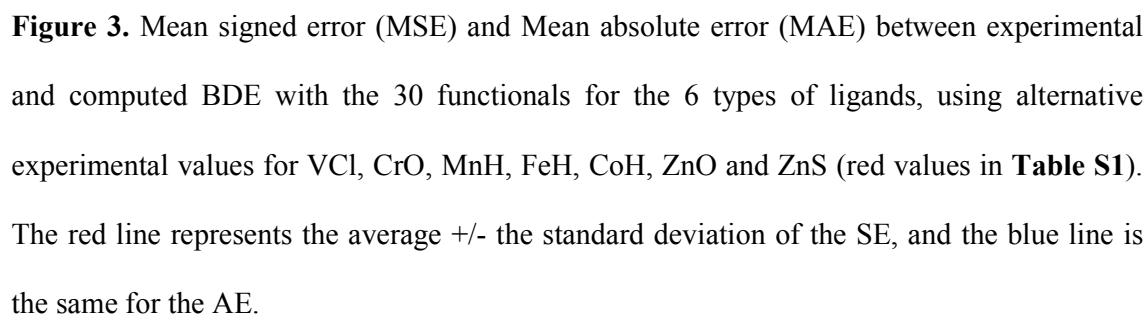 Figure 3. Mean signed error (MSE) and Mean absolute error (MAE) between experimental
and computed BDE with the 30 functionals for the 6 types of ligands, using alternative
experimental values for VCl, CrO, MnH, FeH, CoH, ZnO and ZnS (red values in Table S1).
The red line represents the average +/- the standard deviation of the SE, and the blue line is
the same for the AE.